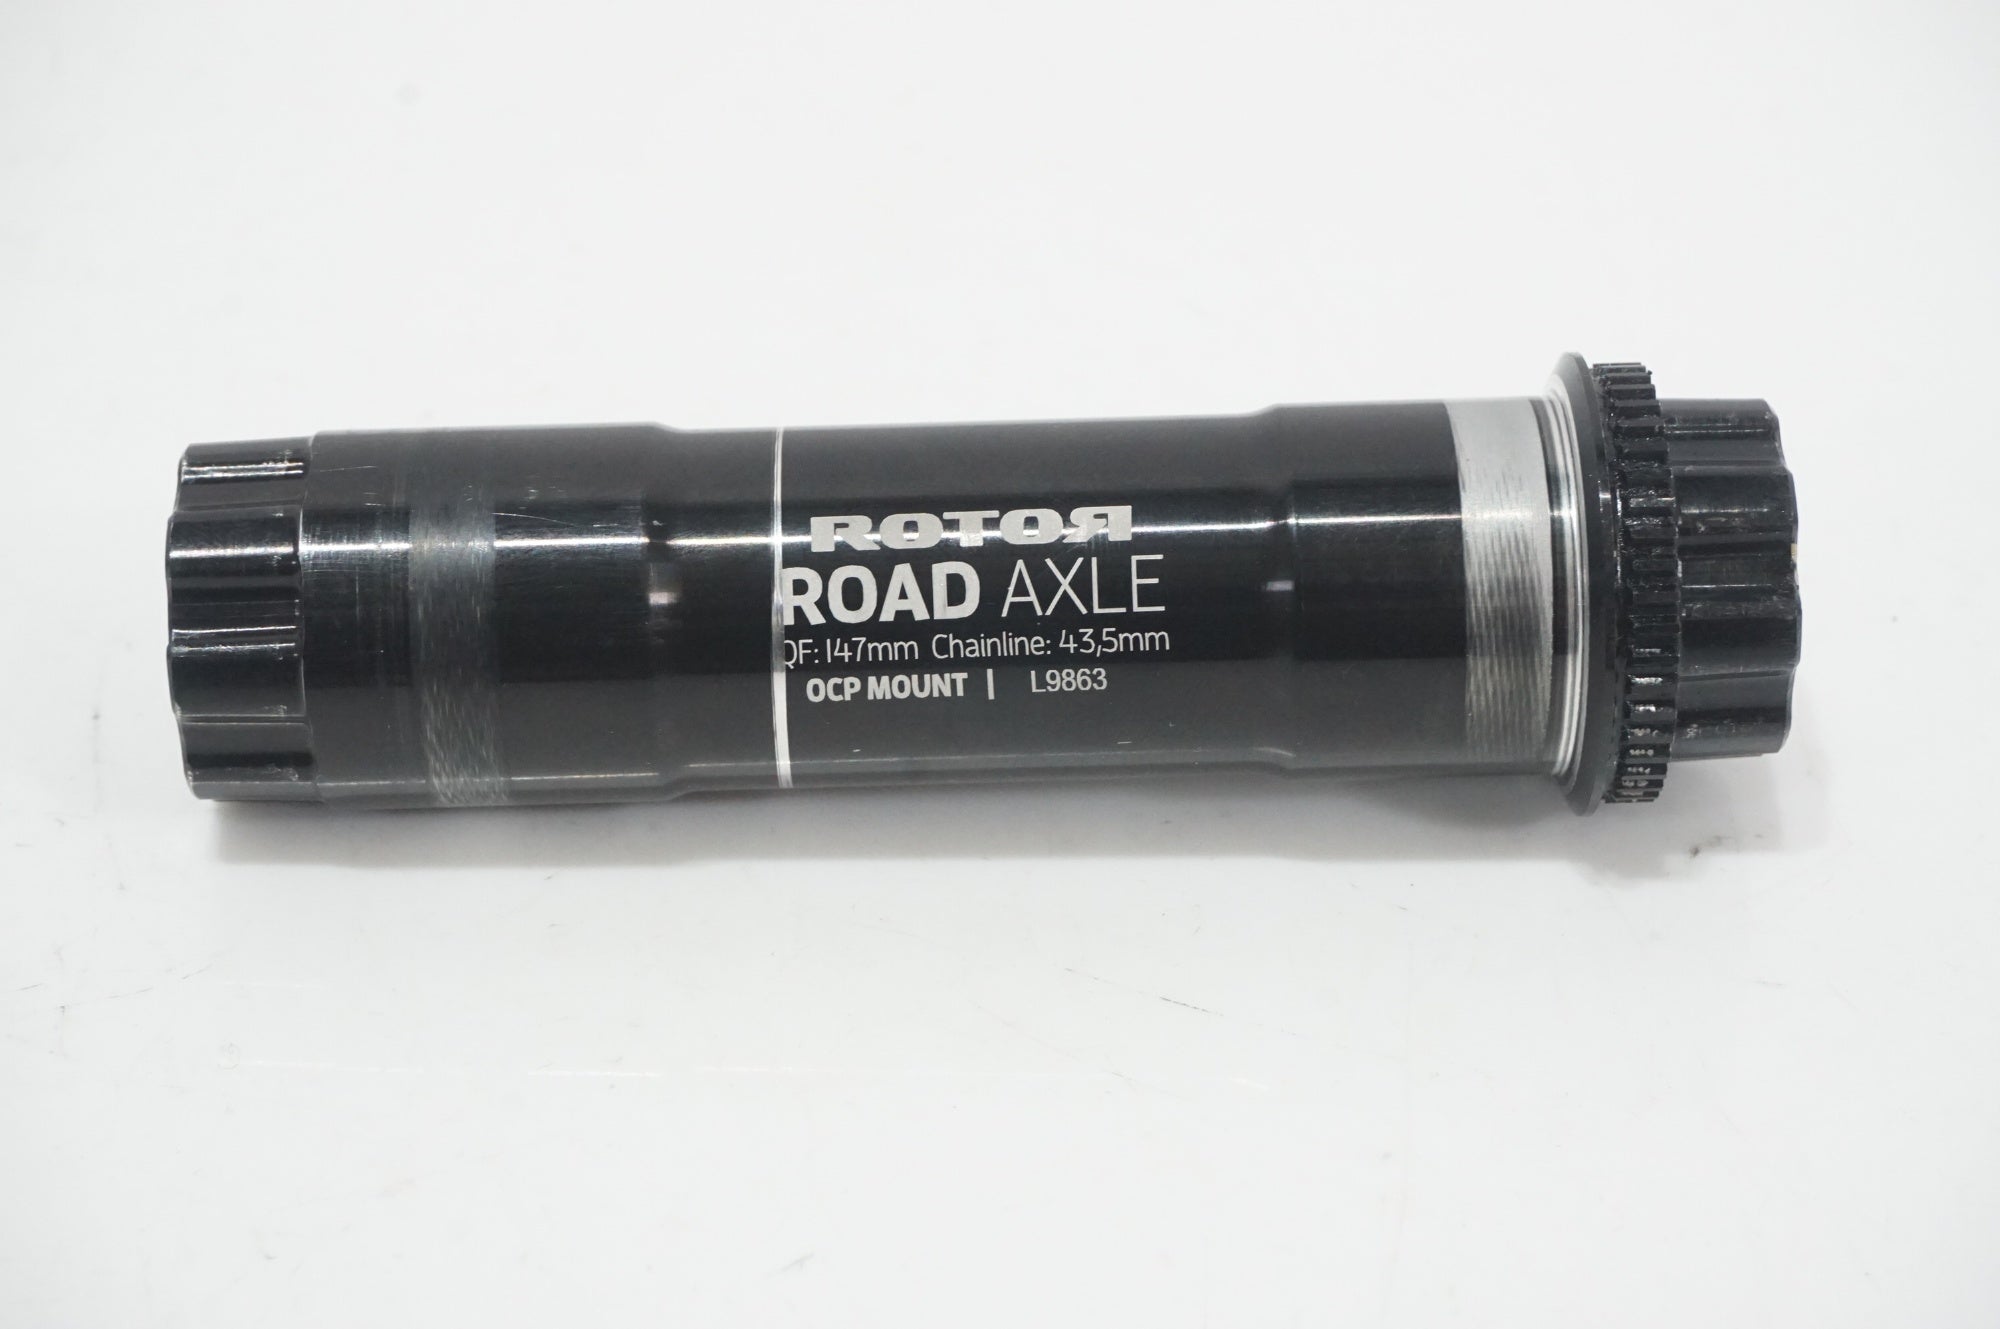 ROTOR
ROAD AXLE
QF: 147mm Chainline: 43,5mm
OCP MOUNT | L9863